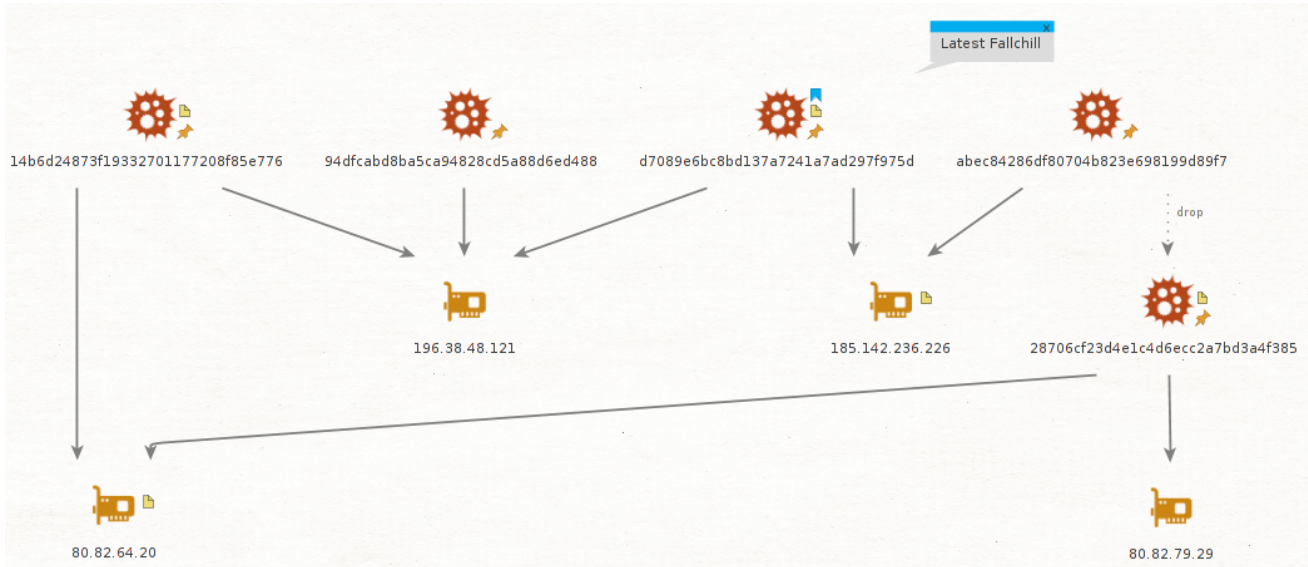 Latest Fallchill
14b6d24873f19332701177208f85e776
94dfcabd8ba5ca94828cd5a88d6ed488
d7089e6bc8bd137a7241a7ad297f975d
abec84286df80704b823e698199d89f7
drop
196.38.48.121
185.142.236.226
28706cf23d4e1c4d6ecc2a7bd3a4f385
80.82.64.20
80.82.79.29